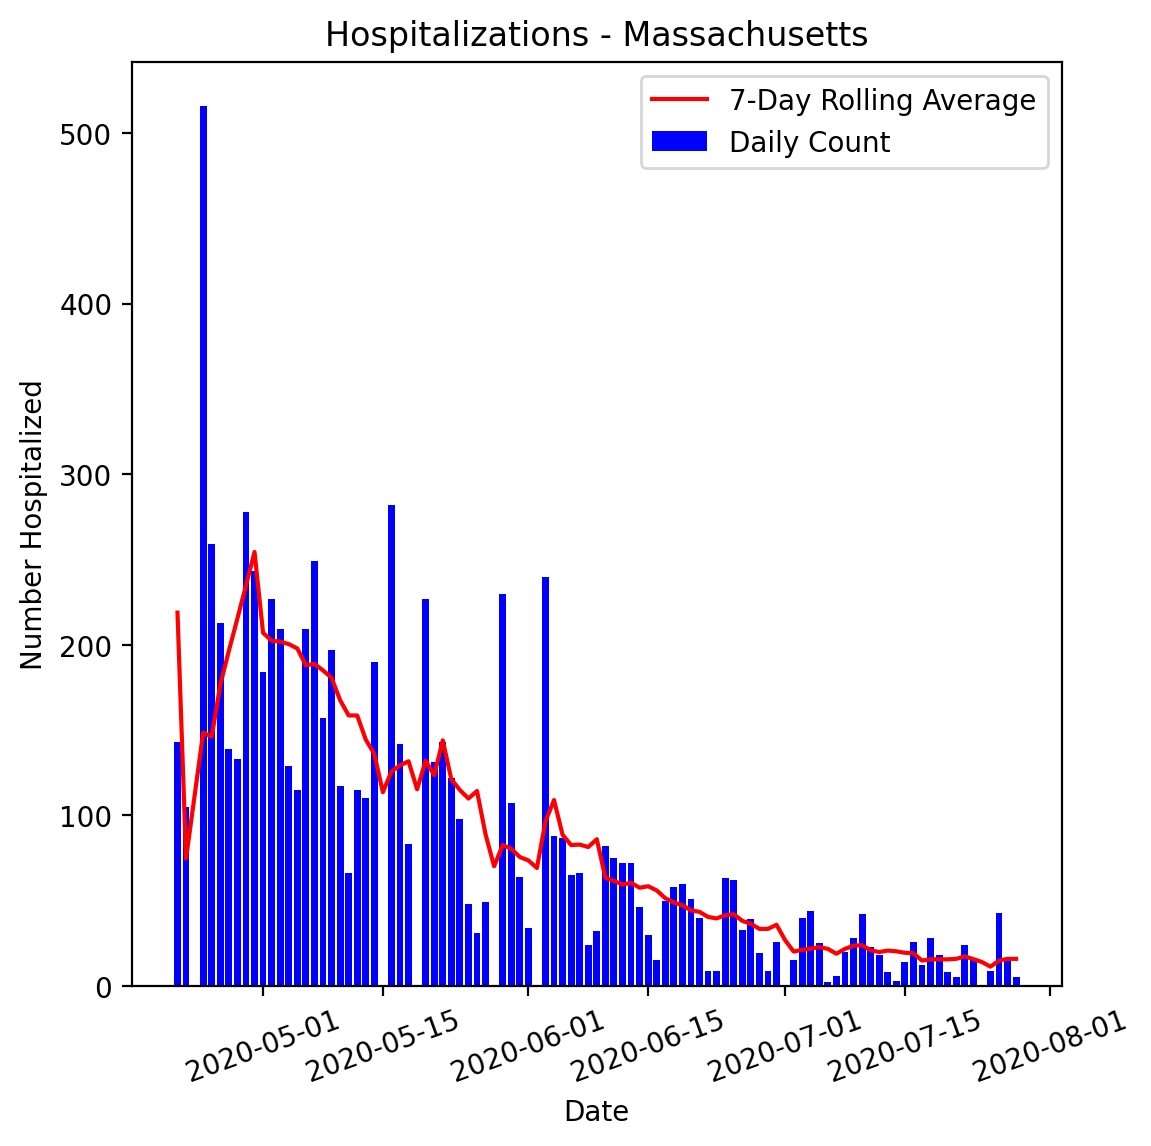 Hospitalizations - Massachusetts
7-Day Rolling Average
Daily Count
500
400
300
200
100
0
Number Hospitalized
2020-05-01
2020-05-15
2020-06-01
2020-06-15
2020-07-01
2020-07-15
2020-08-01
Date